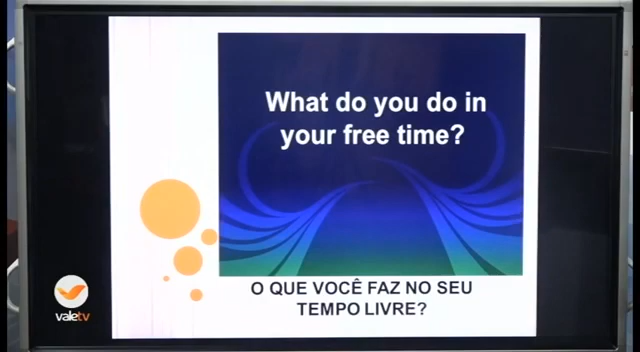 What do you do in
your free time?
O QUE VOCÊ FAZ NO SEU
TEMPO LIVRE?
valetv